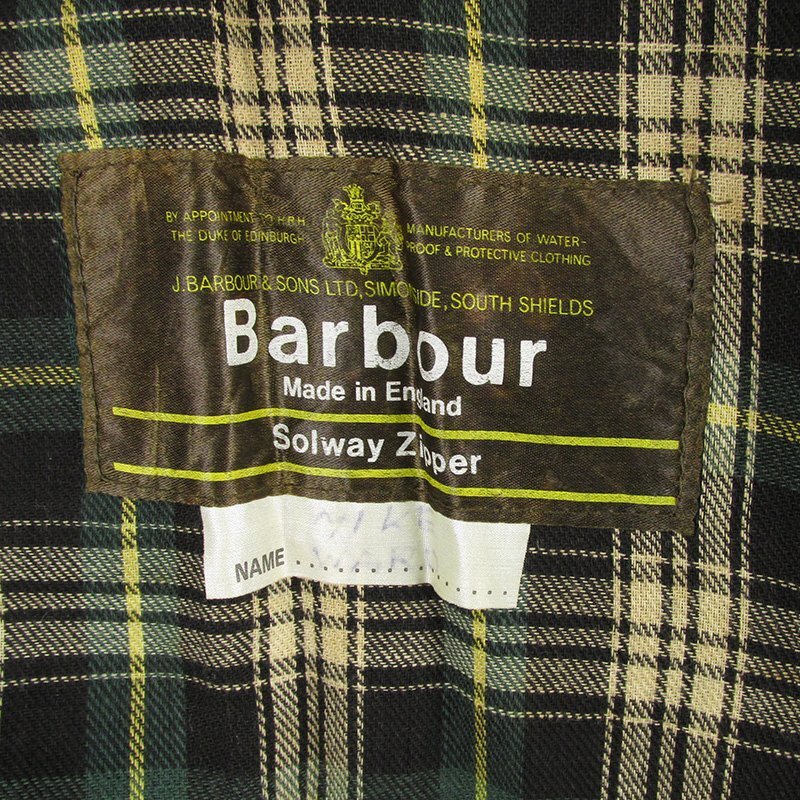 BY APPOINTMENT TO H.R.H. MANUFACTURERS OF WATER-
THE DUKE OF EDINBURGH PROOF & PROTECTIVE CLOTHING
J. BARBOUR & SONS LTD, SIMONSIDE, SOUTH SHIELDS
Barbour
Made in England
Solway Zipper
MIKE
NAME